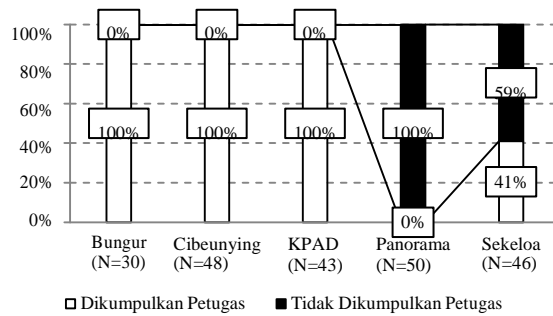 100%
80%
60%
40%
20%
0%
0% 0% 0%
59%
100% 100% 100% 100%
41%
0%
Bungur Cibeunying KPAD Panorama Sekeloa
(N=30) (N=48) (N=43) (N=50) (N=46)
Dikumpulkan Petugas Tidak Dikumpulkan Petugas